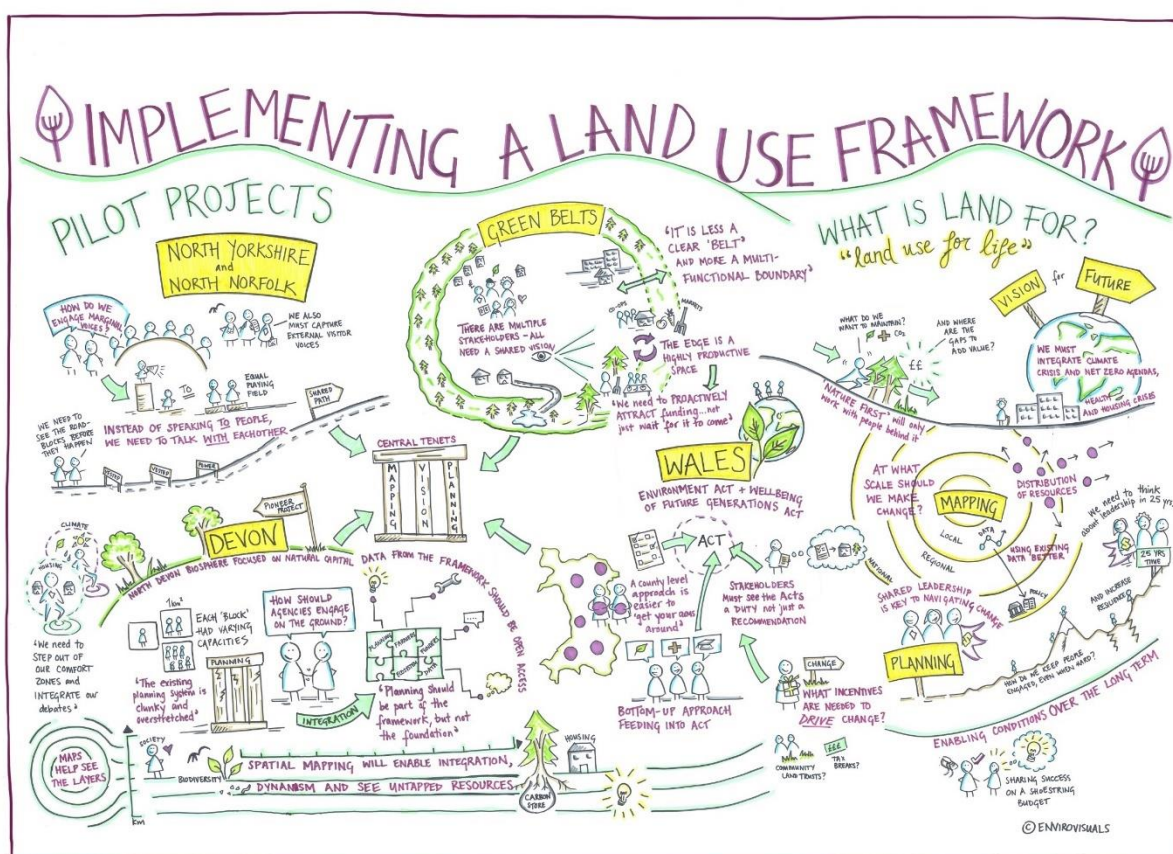 IMPLEMENTING A LAND USE FRAMEWORK
PILOT PROJECTS
NORTH YORKSHIRE
and
NORTH NORFOLK
HOW DO WE
ENGAGE MARGINAL
VOICES?
WE ALSO
MUST CAPTURE
EXTERNAL VISITOR
VOICES
TO
EQUAL
PLAYING
FIELD
INSTEAD OF SPEAKING TO PEOPLE,
WE NEED TO TALK WITH EACHOTHER
SHARED
PATH
WE NEED TO
SEE THE ROAD-
BLOCKS BEFORE
THEY HAPPEN
POWER
GREEN BELTS
"IT IS LESS A
CLEAR 'BELT'
AND MORE A MULTI-
FUNCTIONAL BOUNDARY"
THERE ARE MULTIPLE
STAKEHOLDERS - ALL
NEED A SHARED VISION
CO-OPS
MARKETS
THE EDGE IS A
HIGHLY PRODUCTIVE
SPACE
"We need to PROACTIVELY
ATTRACT funding...not
just wait for it to come"
CENTRAL TENETS
MAPPING
VISION
PLANNING
WHAT IS LAND FOR?
"land use for life"
VISION for FUTURE
WHAT DO WE
WANT TO MAINTAIN?
CO2
AND WHERE
ARE THE
GAPS TO
ADD VALUE?
££
"NATURE FIRST" will only
work with people behind it
WE MUST
INTEGRATE CLIMATE
CRISIS AND NET ZERO AGENDAS,
HEALTH
AND HOUSING CRISIS
DEVON
PIONEER
PROJECT
NORTH DEVON BIOSPHERE FOCUSED ON NATURAL CAPITAL
CLIMATE
HOUSING
"We need to
STEP OUT OF
OUR COMFORT
ZONES and
INTEGRATE our
debates"
1km²
EACH 'BLOCK'
HAD VARYING
CAPACITIES
PLANNING
"The existing
planning system is
clunky and
overstretched"
HOW SHOULD
AGENCIES ENGAGE
ON THE GROUND?
INTEGRATION
DATA FROM THE FRAMEWORK SHOULD BE OPEN ACCESS
PLANNING
FARMERS
FUNDERS
DATA
"Planning should
be part of the
framework, but not
the foundation"
WALES
ENVIRONMENT ACT + WELLBEING
OF FUTURE GENERATIONS ACT
ACT
A county level
approach is
easier to
'get your arms
around'
STAKEHOLDERS
Must see the Acts
a DUTY not just a
RECOMMENDATION
BOTTOM-UP APPROACH
FEEDING INTO ACT
CHANGE
WHAT INCENTIVES
ARE NEEDED TO
DRIVE CHANGE?
COMMUNITY
LAND TRUSTS?
£££
TAX
BREAKS?
AT WHAT
SCALE SHOULD
WE MAKE
CHANGE?
MAPPING
LOCAL
REGIONAL
NATIONAL
DATA
DISTRIBUTION
OF RESOURCES
USING EXISTING
DATA BETTER
POLICY
We need to think
about leadership in 25 yrs
25 YRS
TIME
SHARED LEADERSHIP
IS KEY TO NAVIGATING CHANGE
PLANNING
AND INCREASE
RESILIENCE?
HOW DO WE KEEP PEOPLE
ENGAGED, EVEN WHEN HARD?
ENABLING CONDITIONS OVER THE LONG TERM
SHARING SUCCESS
ON A SHOESTRING
BUDGET
MAPS
HELP SEE
THE LAYERS
km
SOCIETY
BIODIVERSITY
SPATIAL MAPPING WILL ENABLE INTEGRATION,
DYNAMISM AND SEE UNTAPPED RESOURCES
CARBON
STORE
HOUSING
© ENVIROVISUALS